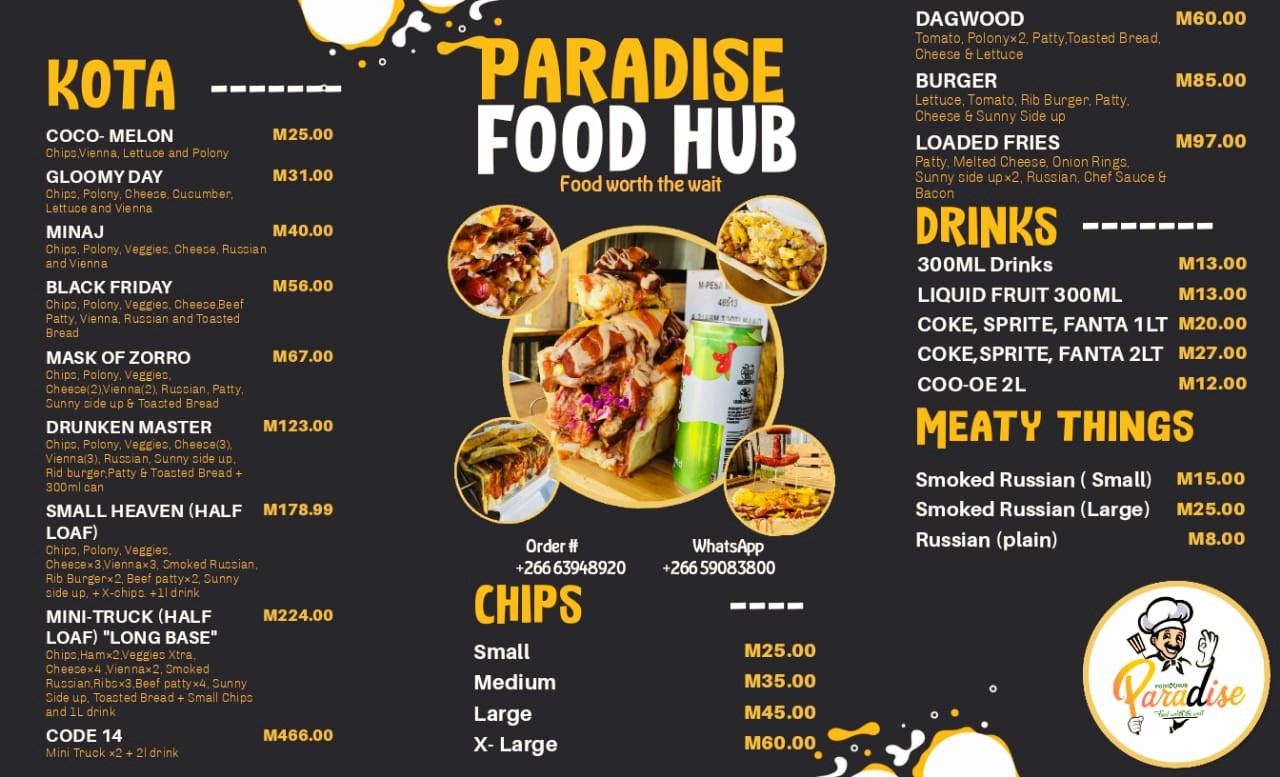 KOTA
COCO- MELON M25.00
Chips,Vienna, Lettuce and Polony
GLOOMY DAY M31.00
Chips, Polony, Cheese, Cucumber,
Lettuce and Vienna
MINAJ M40.00
Chips, Polony, Veggies, Cheese, Russian
and Vienna
BLACK FRIDAY M56.00
Chips, Polony, Veggies, Cheese,Beef
Patty, Vienna, Russian and Toasted
Bread
MASK OF ZORRO M67.00
Chips, Polony, Veggies,
Cheese(2),Vienna(2), Russian, Patty,
Sunny side up & Toasted Bread
DRUNKEN MASTER M123.00
Chips, Polony, Veggies, Cheese(3),
Vienna(3), Russian, Sunny side up,
Rid burger,Patty & Toasted Bread +
300ml can
SMALL HEAVEN (HALF M178.99
LOAF)
Chips, Polony, Veggies,
Cheese×3,Vienna×3, Smoked Russian,
Rib Burger×2, Beef patty×2, Sunny
side up, + X-chips. +1l drink
MINI-TRUCK (HALF M224.00
LOAF) "LONG BASE"
Chips,Ham×2,Veggies Xtra,
Cheese×4 ,Vienna×2, Smoked
Russian,Ribs×3,Beef patty×4, Sunny
Side up, Toasted Bread + Small Chips
and 1L drink
CODE 14 M466.00
Mini Truck ×2 + 2l drink
PARADISE
FOOD HUB
Food worth the wait
M-PESA
48513
Order #
+266 63948920
WhatsApp
+266 59083800
CHIPS
Small M25.00
Medium M35.00
Large M45.00
X- Large M60.00
DAGWOOD M60.00
Tomato, Polony×2, Patty,Toasted Bread,
Cheese & Lettuce
BURGER M85.00
Lettuce, Tomato, Rib Burger, Patty,
Cheese & Sunny Side up
LOADED FRIES M97.00
Patty, Melted Cheese, Onion Rings,
Sunny side up×2, Russian, Chef Sauce &
Bacon
DRINKS
300ML Drinks M13.00
LIQUID FRUIT 300ML M13.00
COKE, SPRITE, FANTA 1LT M20.00
COKE,SPRITE, FANTA 2LT M27.00
COO-OE 2L M12.00
MEATY THINGS
Smoked Russian ( Small) M15.00
Smoked Russian (Large) M25.00
Russian (plain) M8.00
FOOD HUB
Paradise
Food worth the wait